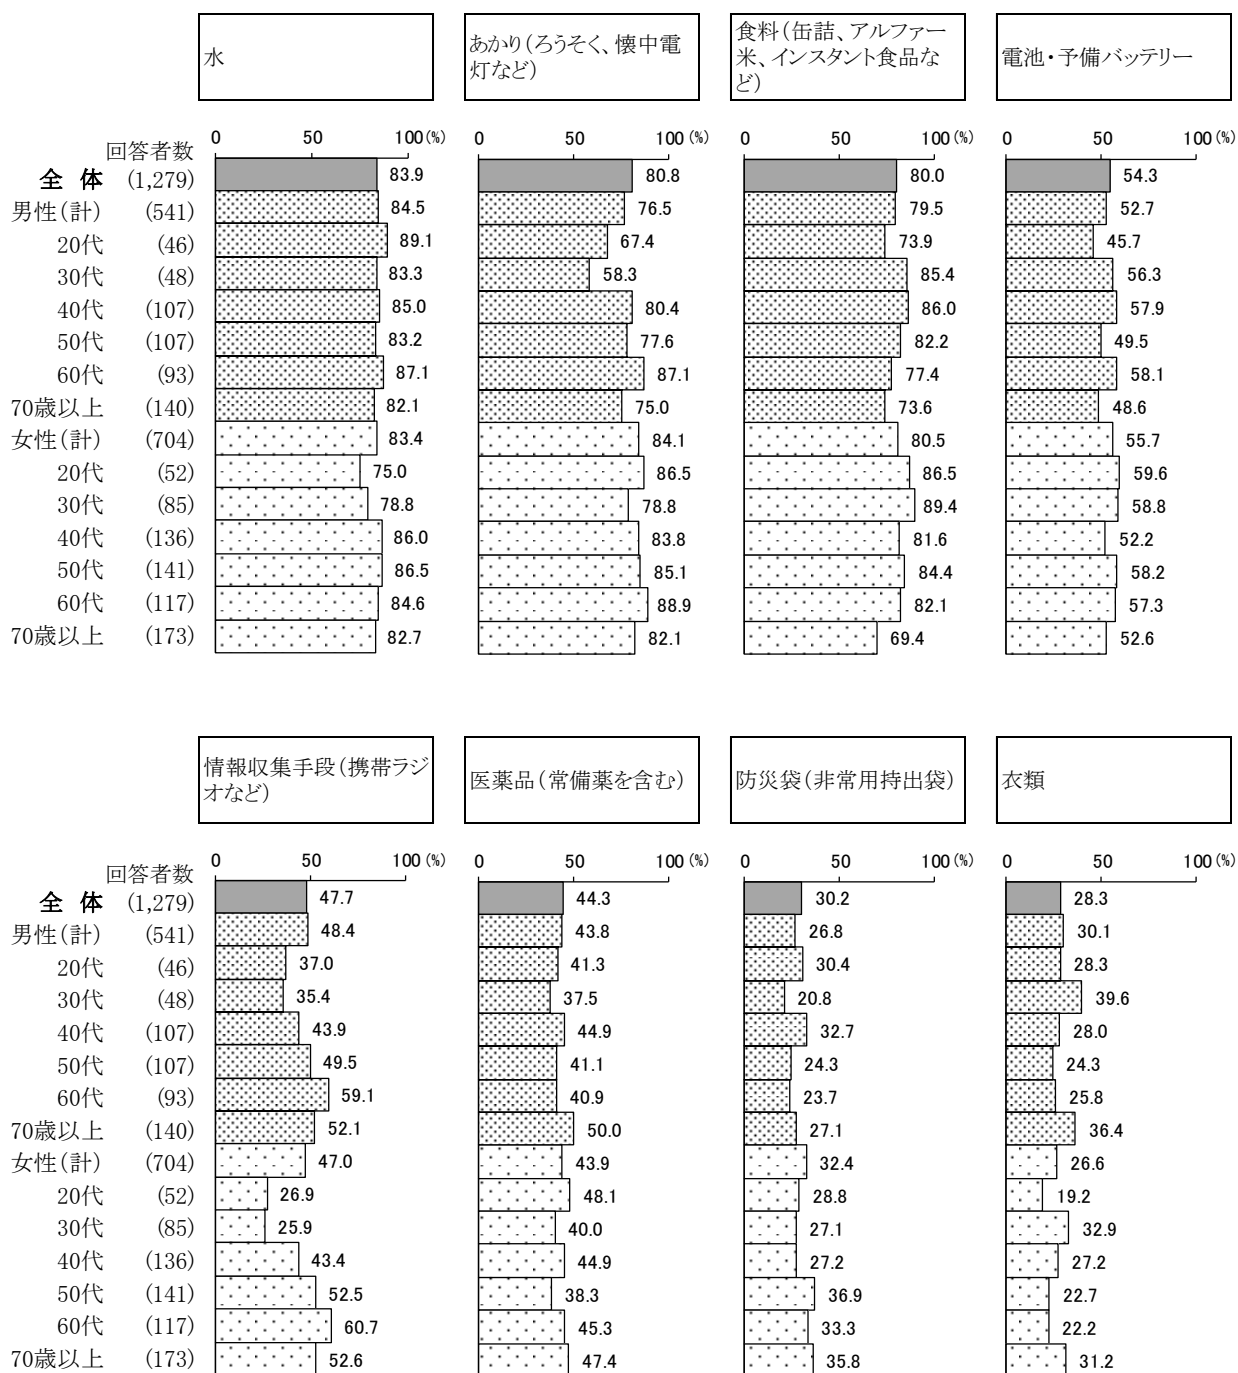 水
あかり(ろうそく、懐中電
灯など)
食料(缶詰、アルファー
米、インスタント食品な
ど)
電池・予備バッテリー
0 50 100(%) 0 50 100(%) 0 50 100(%) 0 50 100(%)
回答者数
全 体 (1,279) 83.9 80.8 80.0 54.3
男性(計) (541) 84.5 76.5 79.5 52.7
20代 (46) 89.1 67.4 73.9 45.7
30代 (48) 83.3 58.3 85.4 56.3
40代 (107) 85.0 80.4 86.0 57.9
50代 (107) 83.2 77.6 82.2 49.5
60代 (93) 87.1 87.1 77.4 58.1
70歳以上 (140) 82.1 75.0 73.6 48.6
女性(計) (704) 83.4 84.1 80.5 55.7
20代 (52) 75.0 86.5 86.5 59.6
30代 (85) 78.8 78.8 89.4 58.8
40代 (136) 86.0 83.8 81.6 52.2
50代 (141) 86.5 85.1 84.4 58.2
60代 (117) 84.6 88.9 82.1 57.3
70歳以上 (173) 82.7 82.1 69.4 52.6
情報収集手段(携帯ラジ
オなど)
医薬品(常備薬を含む)
防災袋(非常用持出袋)
衣類
0 50 100(%) 0 50 100(%) 0 50 100(%) 0 50 100(%)
回答者数
全 体 (1,279) 47.7 44.3 30.2 28.3
男性(計) (541) 48.4 43.8 26.8 30.1
20代 (46) 37.0 41.3 30.4 28.3
30代 (48) 35.4 37.5 20.8 39.6
40代 (107) 43.9 44.9 32.7 28.0
50代 (107) 49.5 41.1 24.3 24.3
60代 (93) 59.1 40.9 23.7 25.8
70歳以上 (140) 52.1 50.0 27.1 36.4
女性(計) (704) 47.0 43.9 32.4 26.6
20代 (52) 26.9 48.1 28.8 19.2
30代 (85) 25.9 40.0 27.1 32.9
40代 (136) 43.4 44.9 27.2 27.2
50代 (141) 52.5 38.3 36.9 22.7
60代 (117) 60.7 45.3 33.3 22.2
70歳以上 (173) 52.6 47.4 35.8 31.2